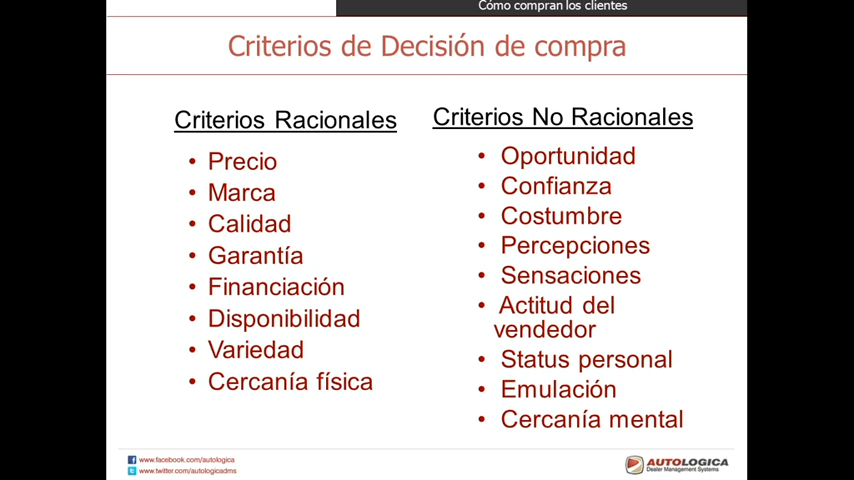 Cómo compran los clientes
Criterios de Decisión de compra
Criterios Racionales
• Precio
• Marca
• Calidad
• Garantía
• Financiación
• Disponibilidad
• Variedad
• Cercanía física
Criterios No Racionales
• Oportunidad
• Confianza
• Costumbre
• Percepciones
• Sensaciones
• Actitud del
vendedor
• Status personal
• Emulación
• Cercanía mental
www.facebook.com/autologica
www.twitter.com/autologicadms
AUTOLOGICA
Dealer Management Systems